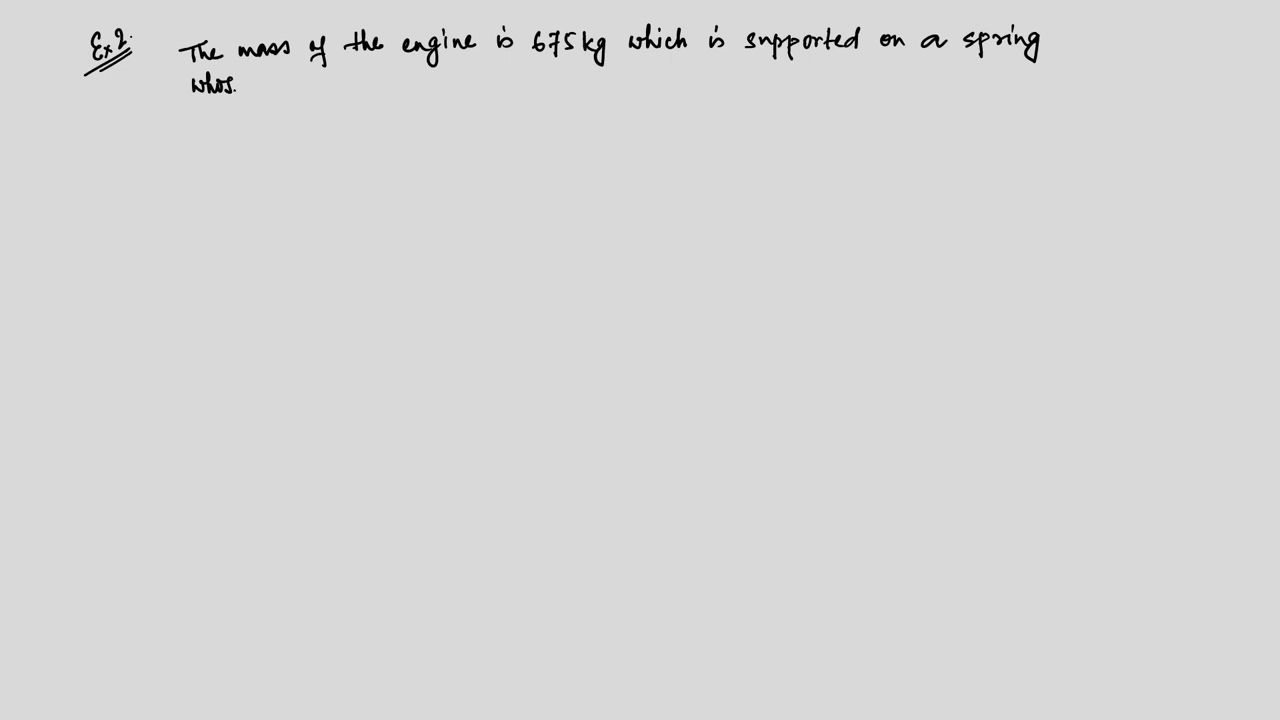 Ex 2. The mass of the engine is 675 kg which is supported on a spring
whos.